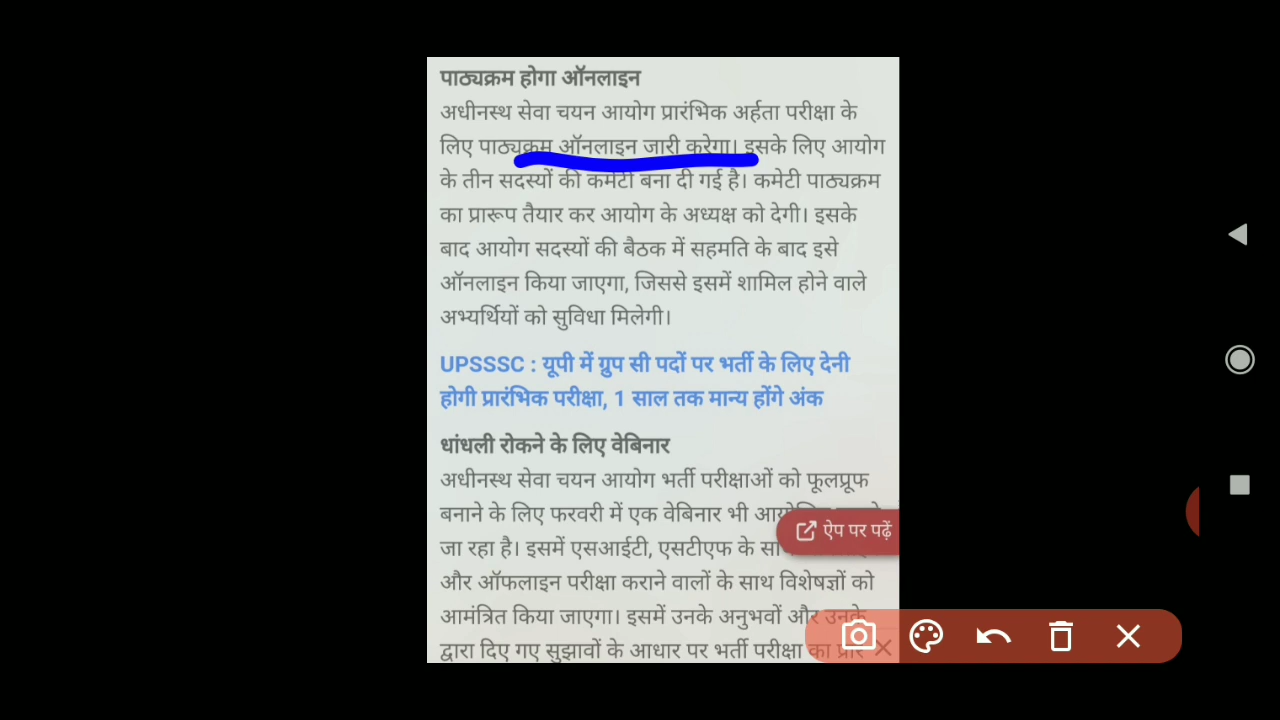 पाठ्यक्रम होगा ऑनलाइन
अधीनस्थ सेवा चयन आयोग प्रारंभिक अर्हता परीक्षा के
लिए पाठ्यक्रम ऑनलाइन जारी करेगा। इसके लिए आयोग
के तीन सदस्यों की कमेटी बना दी गई है। कमेटी पाठ्यक्रम
का प्रारूप तैयार कर आयोग के अध्यक्ष को देगी। इसके
बाद आयोग सदस्यों की बैठक में सहमति के बाद इसे
ऑनलाइन किया जाएगा, जिससे इसमें शामिल होने वाले
अभ्यर्थियों को सुविधा मिलेगी।
UPSSSC : यूपी में ग्रुप सी पदों पर भर्ती के लिए देनी
होगी प्रारंभिक परीक्षा, 1 साल तक मान्य होंगे अंक
धांधली रोकने के लिए वेबिनार
अधीनस्थ सेवा चयन आयोग भर्ती परीक्षाओं को फूलप्रूफ
बनाने के लिए फरवरी में एक वेबिनार भी
ऐप पर पढ़ें
जा रहा है। इसमें एसआईटी, एसटीएफ के
और ऑफलाइन परीक्षा कराने वालों के साथ विशेषज्ञों को
आमंत्रित किया जाएगा। इसमें उनके अनुभवों और उनके
द्वारा दिए गए सुझावों के आधार पर भर्ती परीक्षा का